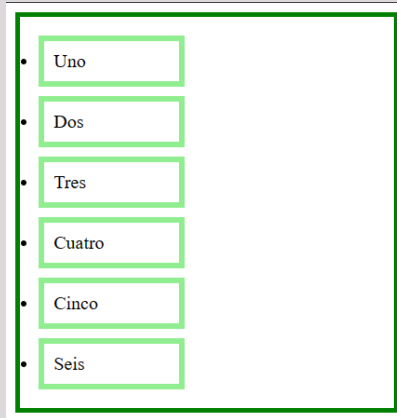 Uno
Dos
Tres
Cuatro
Cinco
Seis